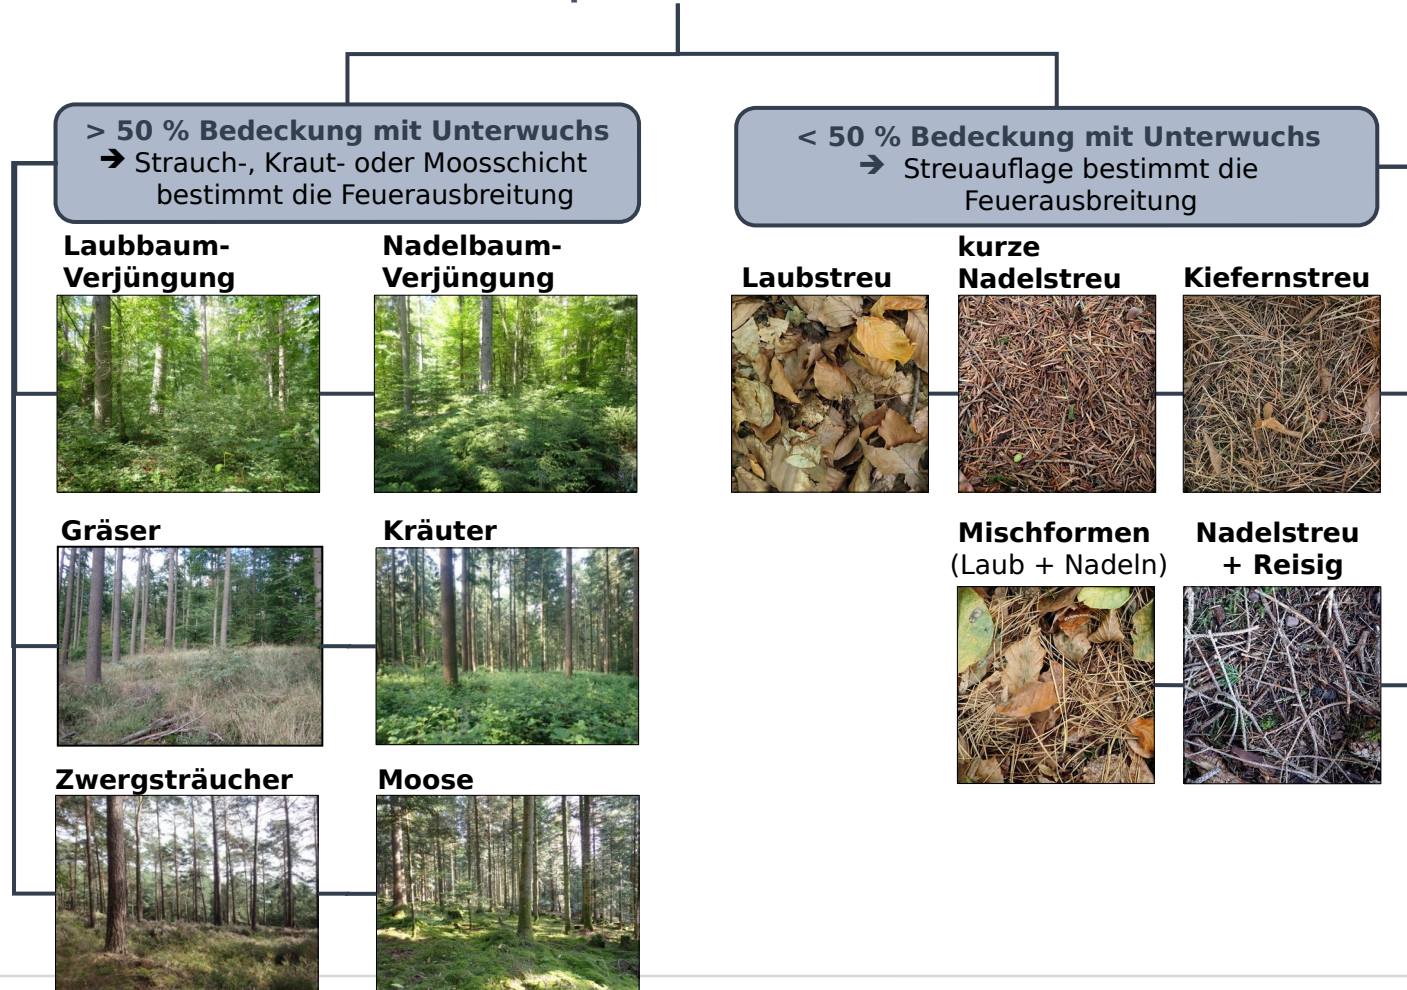 > 50 % Bedeckung mit Unterwuchs
➔ Strauch-, Kraut- oder Moosschicht
bestimmt die Feuerausbreitung
Laubbaum-
Verjüngung
Nadelbaum-
Verjüngung
Gräser
Kräuter
Zwergsträucher
Moose
< 50 % Bedeckung mit Unterwuchs
➔ Streuauflage bestimmt die
Feuerausbreitung
Laubstreu
kurze
Nadelstreu
Kiefernstreu
Mischformen
(Laub + Nadeln)
Nadelstreu
+ Reisig